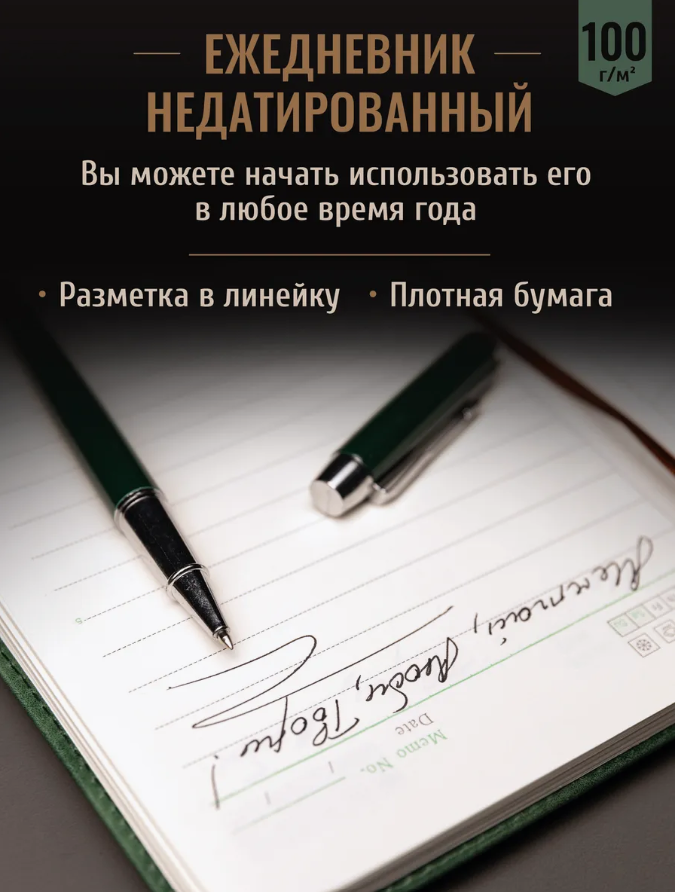 ЕЖЕДНЕВНИК
НЕДАТИРОВАННЫЙ
100
г/м²
Вы можете начать использовать его
в любое время года
• Разметка в линейку • Плотная бумага
Мечтай, Люби, Твори!
Memo No.
Date